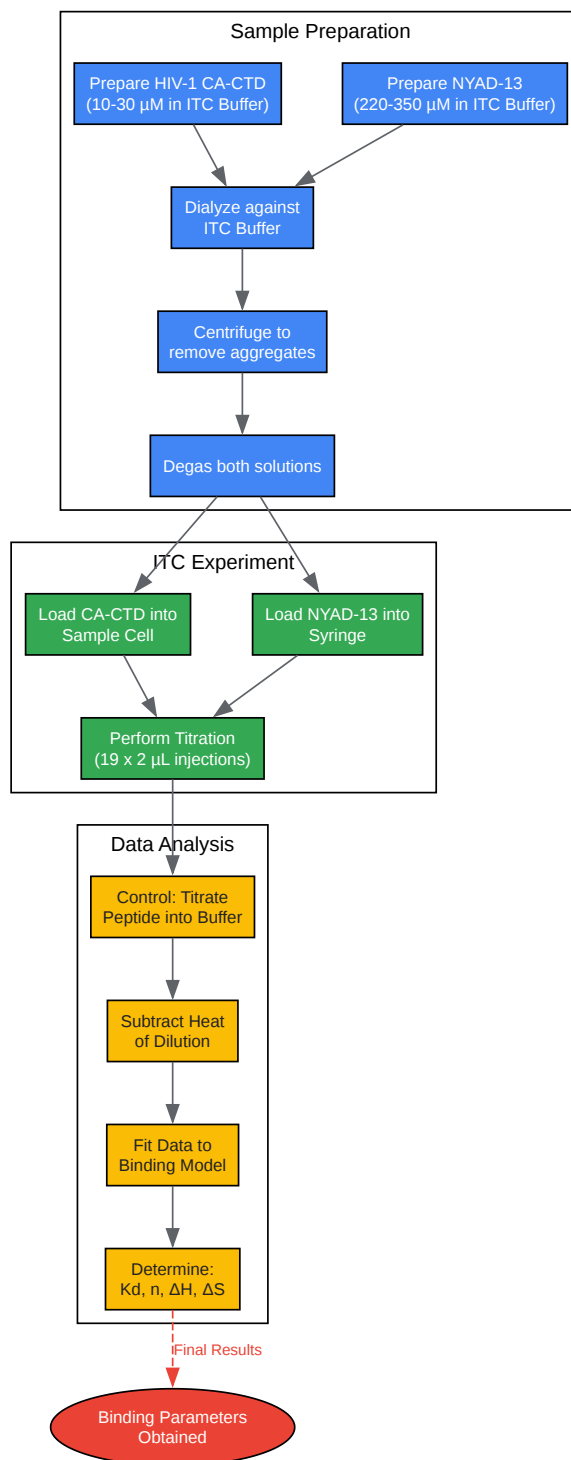 Sample Preparation
Prepare HIV-1 CA-CTD
(10-30 µM in ITC Buffer)
Prepare NYAD-13
(220-350 µM in ITC Buffer)
Dialyze against
ITC Buffer
Centrifuge to
remove aggregates
Degas both solutions
ITC Experiment
Load CA-CTD into
Sample Cell
Load NYAD-13 into
Syringe
Perform Titration
(19 x 2 µL injections)
Data Analysis
Control: Titrate
Peptide into Buffer
Subtract Heat
of Dilution
Fit Data to
Binding Model
Determine:
Kd, n, ΔH, ΔS
Final Results
Binding Parameters
Obtained